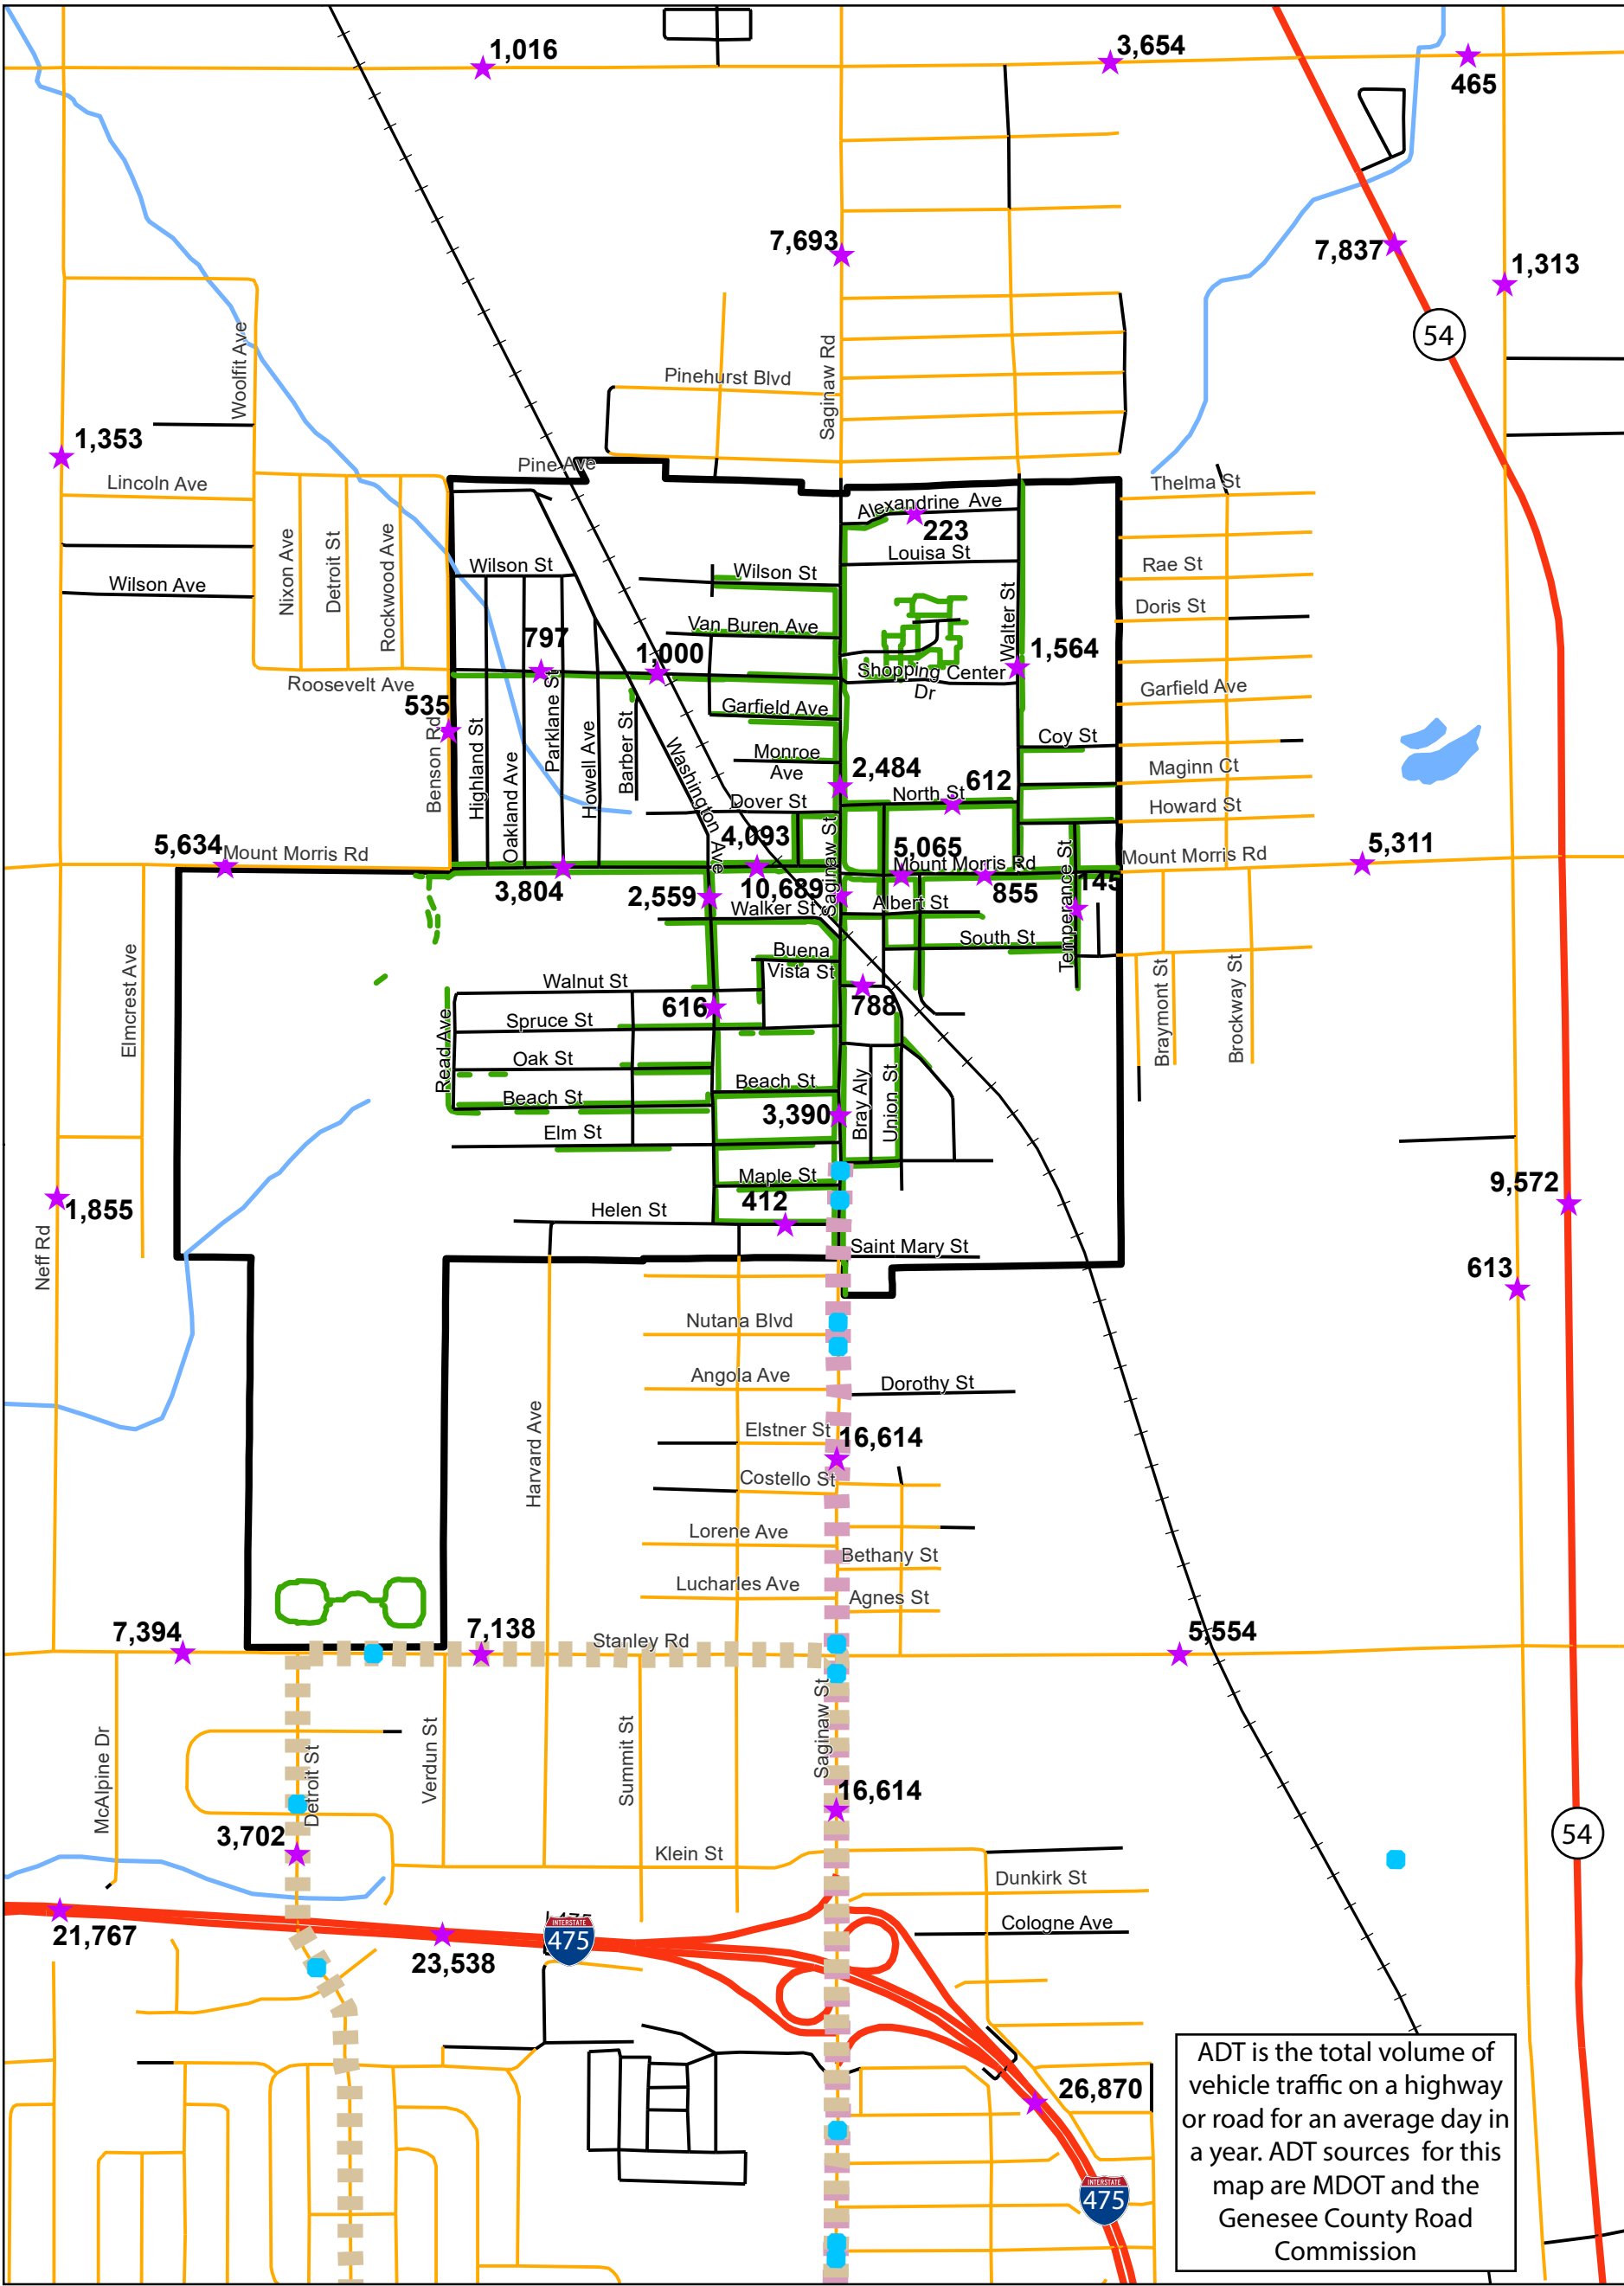 1,016
3,654
465
7,693
7,837
1,313
54
Woolfit Ave
Saginaw Rd
Pinehurst Blvd
1,353
Lincoln Ave
Pine Ave
Thelma St
Alexandrine Ave
223
Louisa St
Nixon Ave
Detroit St
Rockwood Ave
Wilson St
Wilson St
Rae St
Wilson Ave
Doris St
Van Buren Ave
Walter St
797
1,000
1,564
Shopping Center
Dr
Roosevelt Ave
Garfield Ave
535
Garfield Ave
Benson Rd
Highland St
Oakland Ave
Parklane St
Howell Ave
Barber St
Washington Ave
Coy St
Monroe
Ave
2,484
612
Maginn Ct
North St
Dover St
Howard St
5,634
Mount Morris Rd
4,093
Saginaw St
5,065
Mount Morris Rd
Mount Morris Rd
5,311
3,804
2,559
10,689
855
145
Walker St
Albert St
Temperance St
South St
Elmcrest Ave
Buena
Vista St
Walnut St
616
788
Spruce St
Read Ave
Braymont St
Brockway St
Oak St
Beach St
Beach St
Bray Aly
Union St
3,390
Elm St
Maple St
412
9,572
1,855
Helen St
Neff Rd
Saint Mary St
613
Nutana Blvd
Angola Ave
Dorothy St
Harvard Ave
Elstner St
16,614
Costello St
Lorene Ave
Bethany St
Lucharles Ave
Agnes St
7,394
7,138
Stanley Rd
5,554
McAlpine Dr
Detroit St
Verdun St
Summit St
Saginaw St
16,614
54
3,702
Klein St
Dunkirk St
21,767
I-475
INTERSTATE
475
Cologne Ave
23,538
26,870
INTERSTATE
475
ADT is the total volume of
vehicle traffic on a highway
or road for an average day in
a year. ADT sources for this
map are MDOT and the
Genesee County Road
Commission